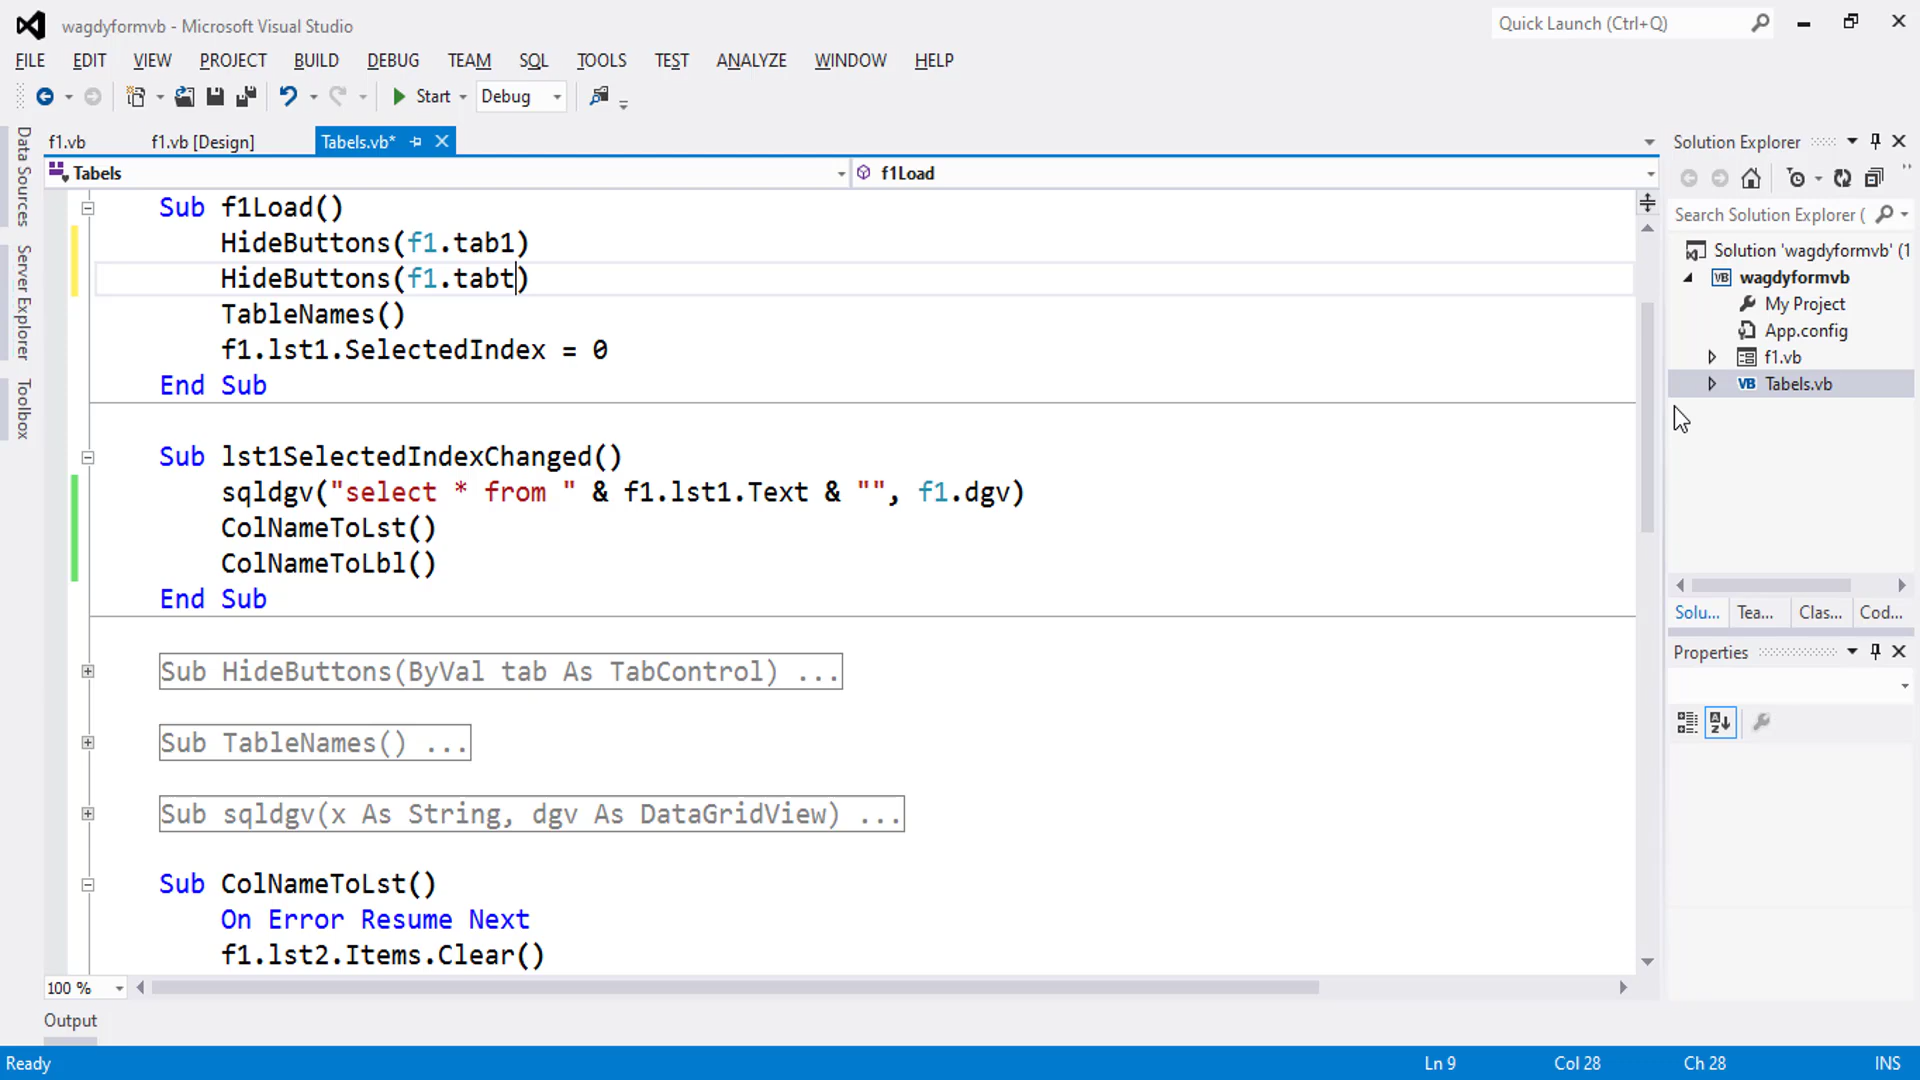 wagdyformvb - Microsoft Visual Studio
Quick Launch (Ctrl+Q)
FILE EDIT VIEW PROJECT BUILD DEBUG TEAM SQL TOOLS TEST ANALYZE WINDOW HELP
Start Debug
f1.vb f1.vb [Design] Tabels.vb*
Tabels f1Load
Sub f1Load()
HideButtons(f1.tab1)
HideButtons(f1.tabt)
TableNames()
f1.lst1.SelectedIndex = 0
End Sub
Sub lst1SelectedIndexChanged()
sqldgv("select * from " & f1.lst1.Text & "", f1.dgv)
ColNameToLst()
ColNameToLbl()
End Sub
Sub HideButtons(ByVal tab As TabControl) ...
Sub TableNames() ...
Sub sqldgv(x As String, dgv As DataGridView) ...
Sub ColNameToLst()
On Error Resume Next
f1.lst2.Items.Clear()
100 %
Output
Ready
Ln 9 Col 28 Ch 28 INS
Data Sources
Server Explorer
Toolbox
Solution Explorer
Search Solution Explorer (
Solution 'wagdyformvb' (1
VB wagdyformvb
My Project
App.config
f1.vb
VB Tabels.vb
Solu... Tea... Clas... Cod...
Properties